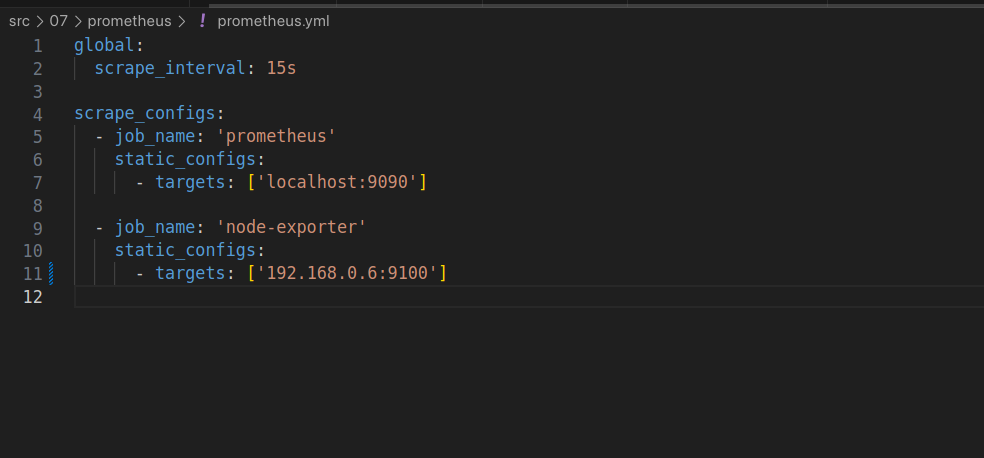 src > 07 > prometheus > ! prometheus.yml
1 global:
2   scrape_interval: 15s
3
4 scrape_configs:
5   - job_name: 'prometheus'
6     static_configs:
7       - targets: ['localhost:9090']
8
9   - job_name: 'node-exporter'
10     static_configs:
11       - targets: ['192.168.0.6:9100']
12